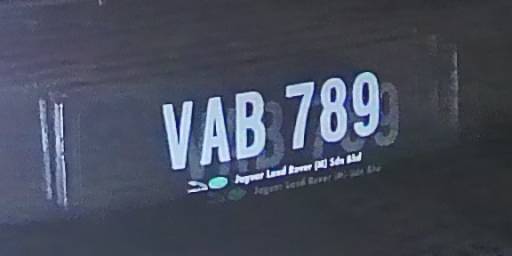 VAB 789
Jaguar Land Rover (M) Sdn Bhd